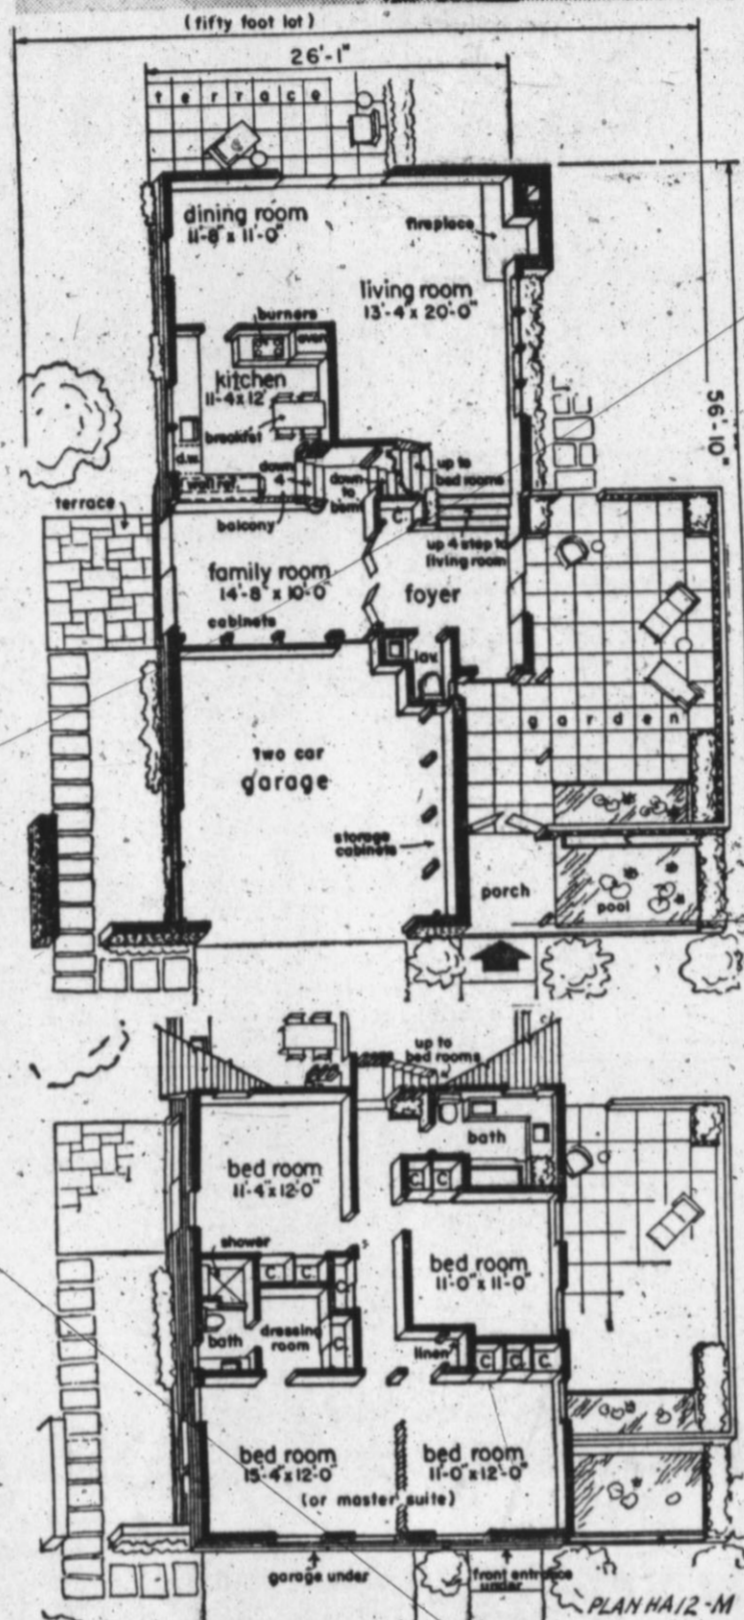 (fifty foot lot)
26'-1"
terrace
dining room
11'-8" x 11'-0"
fireplace
living room
13'-4" x 20'-0"
burners
oven
kitchen
11-4 x 12'
56'-10"
breakfast
d.w.
wall ref.
down
4
down
to
bsmt
up to
bed rooms
terrace
balcony
C.
up 4 step to
living room
family room
14'-8" x 10'-0
foyer
cabinets
lav.
garden
two car
garage
storage
cabinets
porch
pool
up to
bed rooms
bath
bed room
11'-4" x 12'-0"
C. C.
shower
C C
C
bed room
11'-0" x 11'-0"
bath
dressing
room
C.
linen
C. C. C.
bed room
15'-4" x 12'-0"
bed room
11'-0" x 12'-0"
(or master suite)
garage under
front entrance
under
PLAN HA12-M